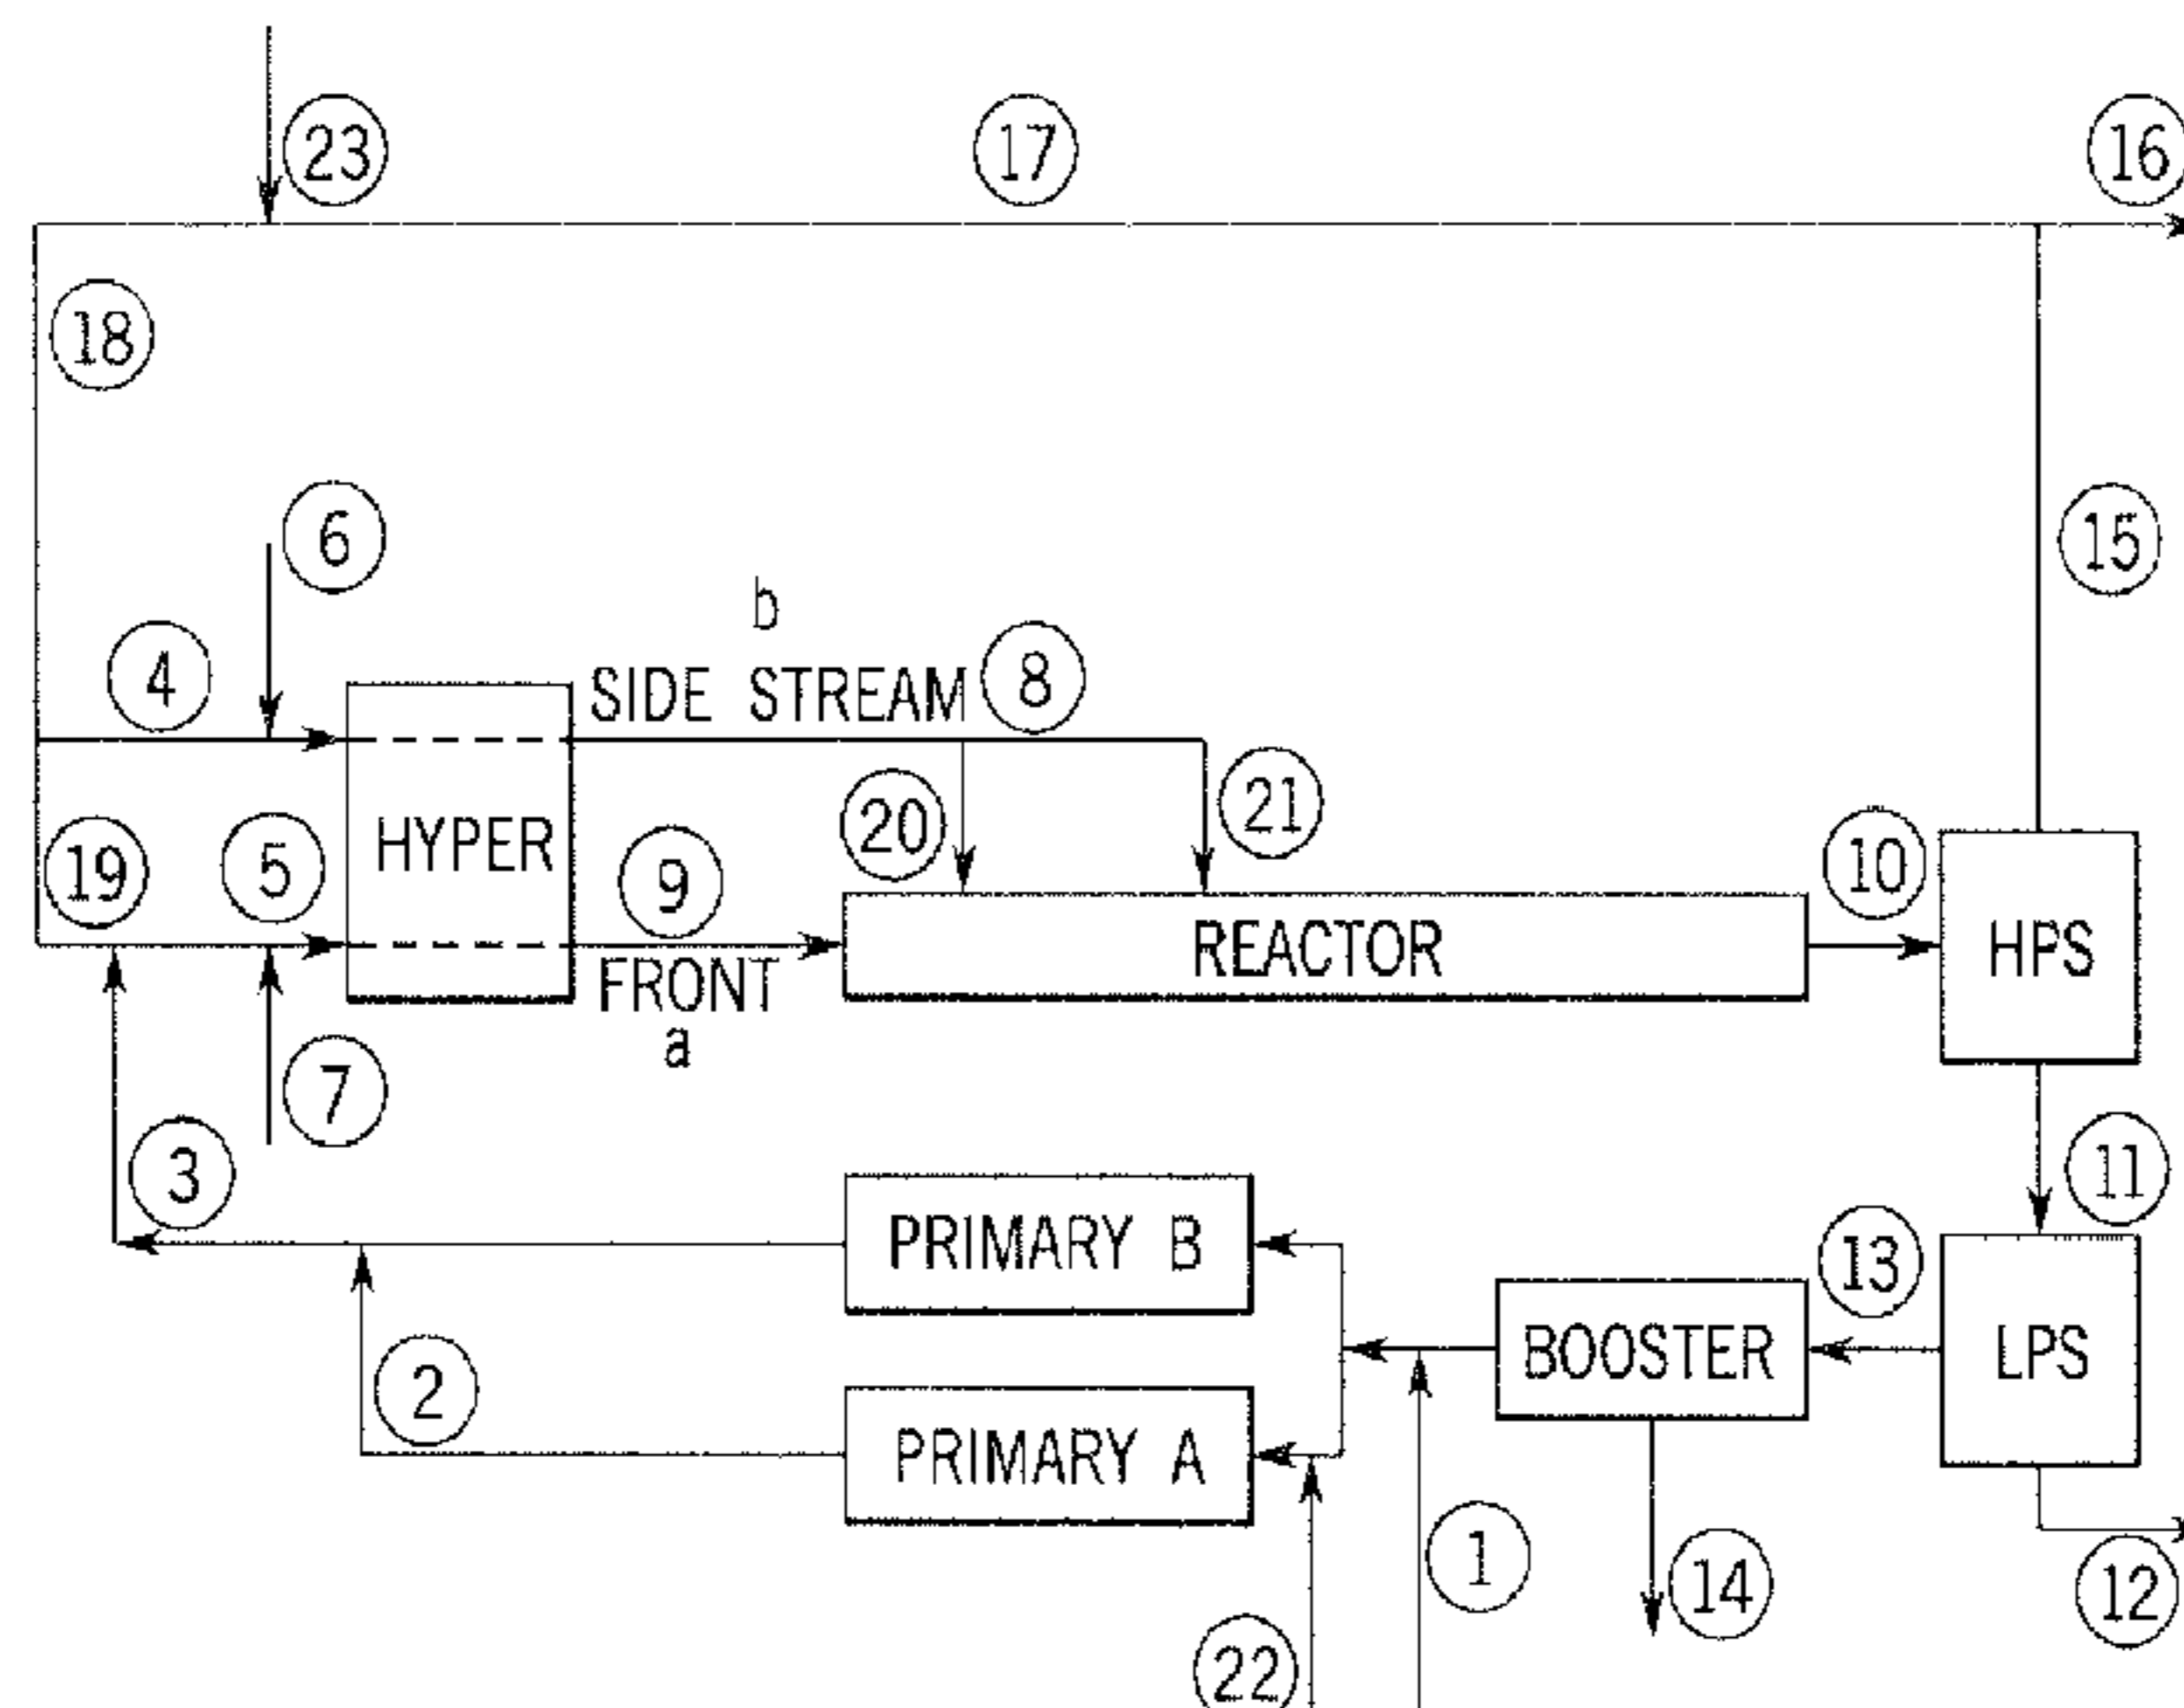 23
17
16
18
6
15
b
4
SIDE STREAM
8
20
21
19
5
HYPER
9
10
REACTOR
HPS
FRONT
a
7
3
11
PRIMARY B
13
BOOSTER
LPS
2
PRIMARY A
1
14
12
22